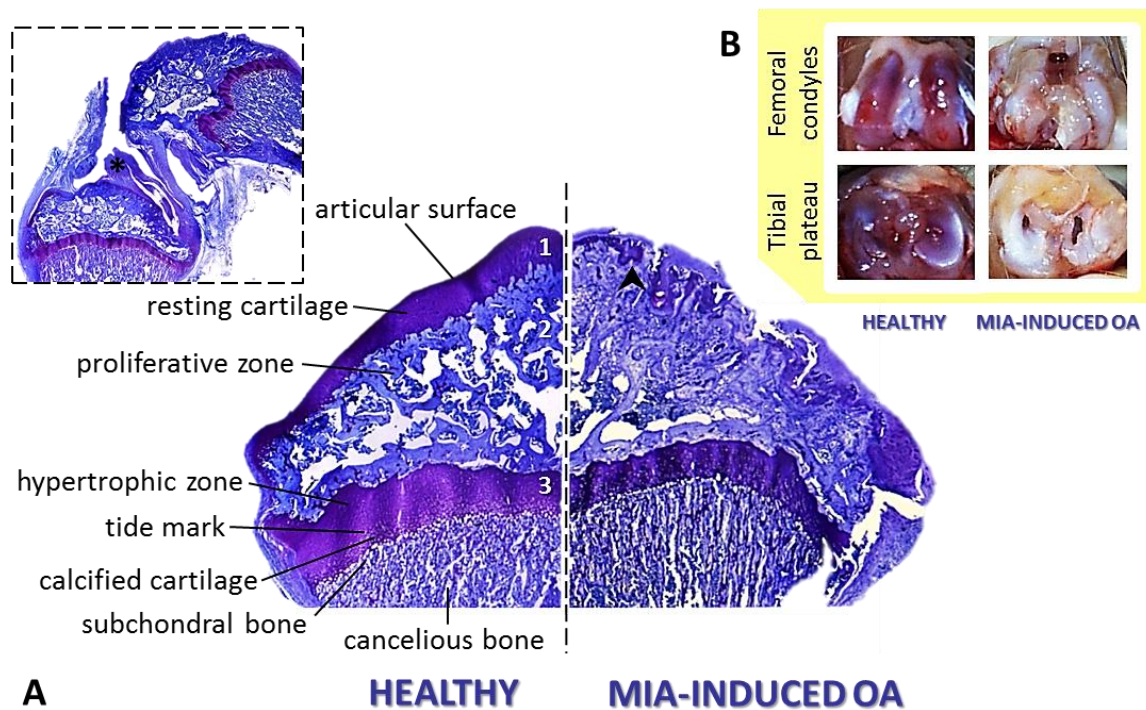 B
Femoral
condyles
Tibial
plateau
HEALTHY
MIA-INDUCED OA
*
articular surface
1
resting cartilage
2
proliferative zone
hypertrophic zone
3
tide mark
calcified cartilage
subchondral bone
cancelious bone
A
HEALTHY
MIA-INDUCED OA